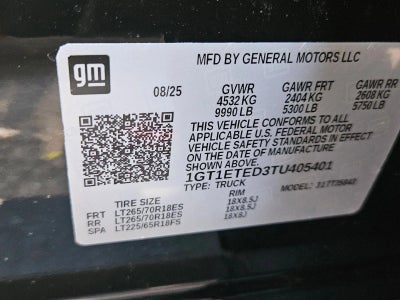 gm
MFD BY GENERAL MOTORS LLC
08/25 GVWR GAWR FRT GAWR RR
4532 KG 2404 KG 2608 KG
9990 LB 5300 LB 5750 LB
THIS VEHICLE CONFORMS TO ALL
APPLICABLE U.S. FEDERAL MOTOR
VEHICLE SAFETY STANDARDS IN EFFECT
ON THE DATE OF MANUFACTURE
1GT1ETED3TU405401
TYPE: TRUCK MODEL:
TIRE SIZE RIM
FRT LT265/70R18ES 18X8.5J
RR LT265/70R18ES 18X8.5J
SPA LT225/65R18FS 18X8J